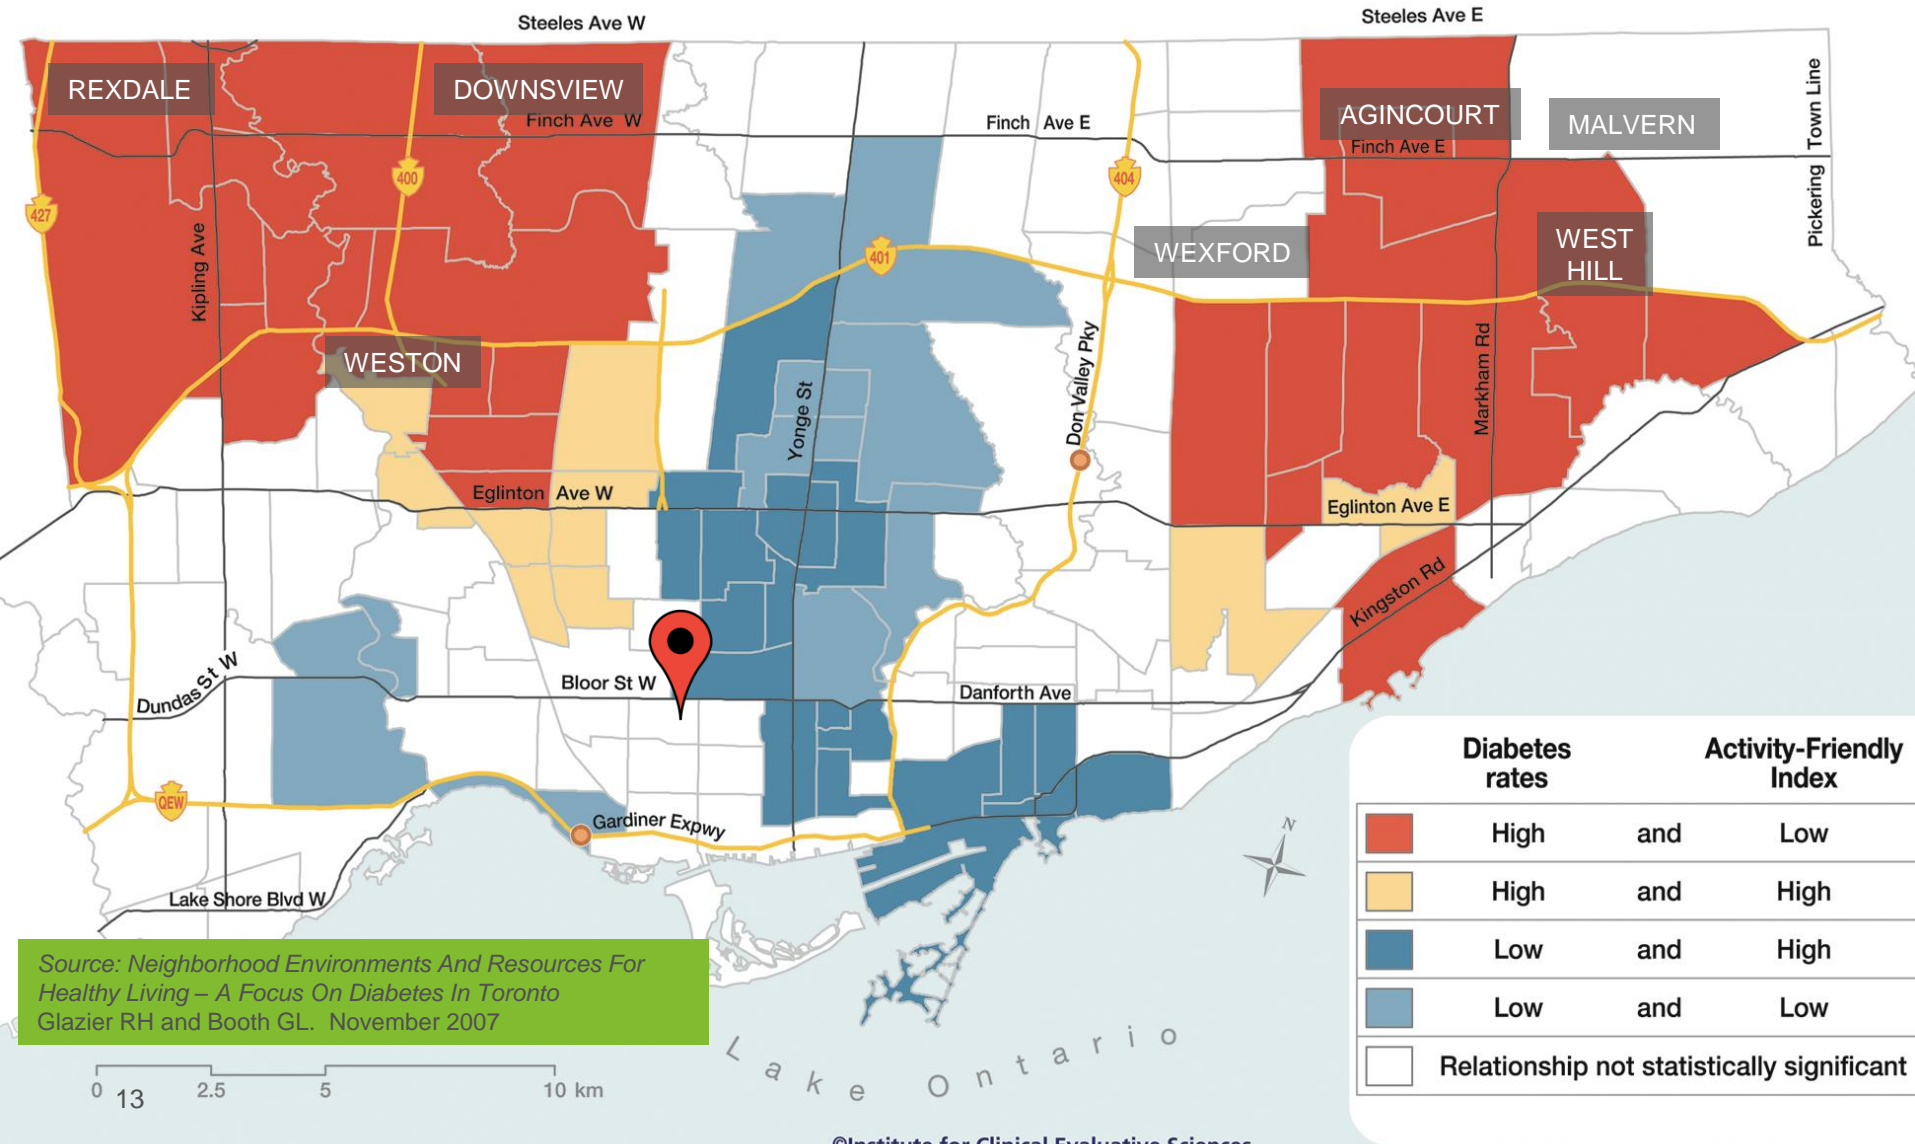 Steeles Ave W
Steeles Ave E
REXDALE
DOWNSVIEW
Finch Ave W
Finch Ave E
AGINCOURT
Finch Ave E
MALVERN
Pickering Town Line
400
404
427
Kipling Ave
401
WEXFORD
WEST
HILL
WESTON
Yonge St
Don Valley Pky
Markham Rd
Eglinton Ave W
Eglinton Ave E
Kingston Rd
Dundas St W
Bloor St W
Danforth Ave
QEW
Gardiner Expwy
N
Lake Shore Blvd W
Diabetes
rates
Activity-Friendly
Index
High and Low
High and High
Low and High
Low and Low
Relationship not statistically significant
Source: Neighborhood Environments And Resources For
Healthy Living – A Focus On Diabetes In Toronto
Glazier RH and Booth GL. November 2007
Lake Ontario
0 2.5 5 10 km
13
©Institute for Clinical Evaluative Sciences